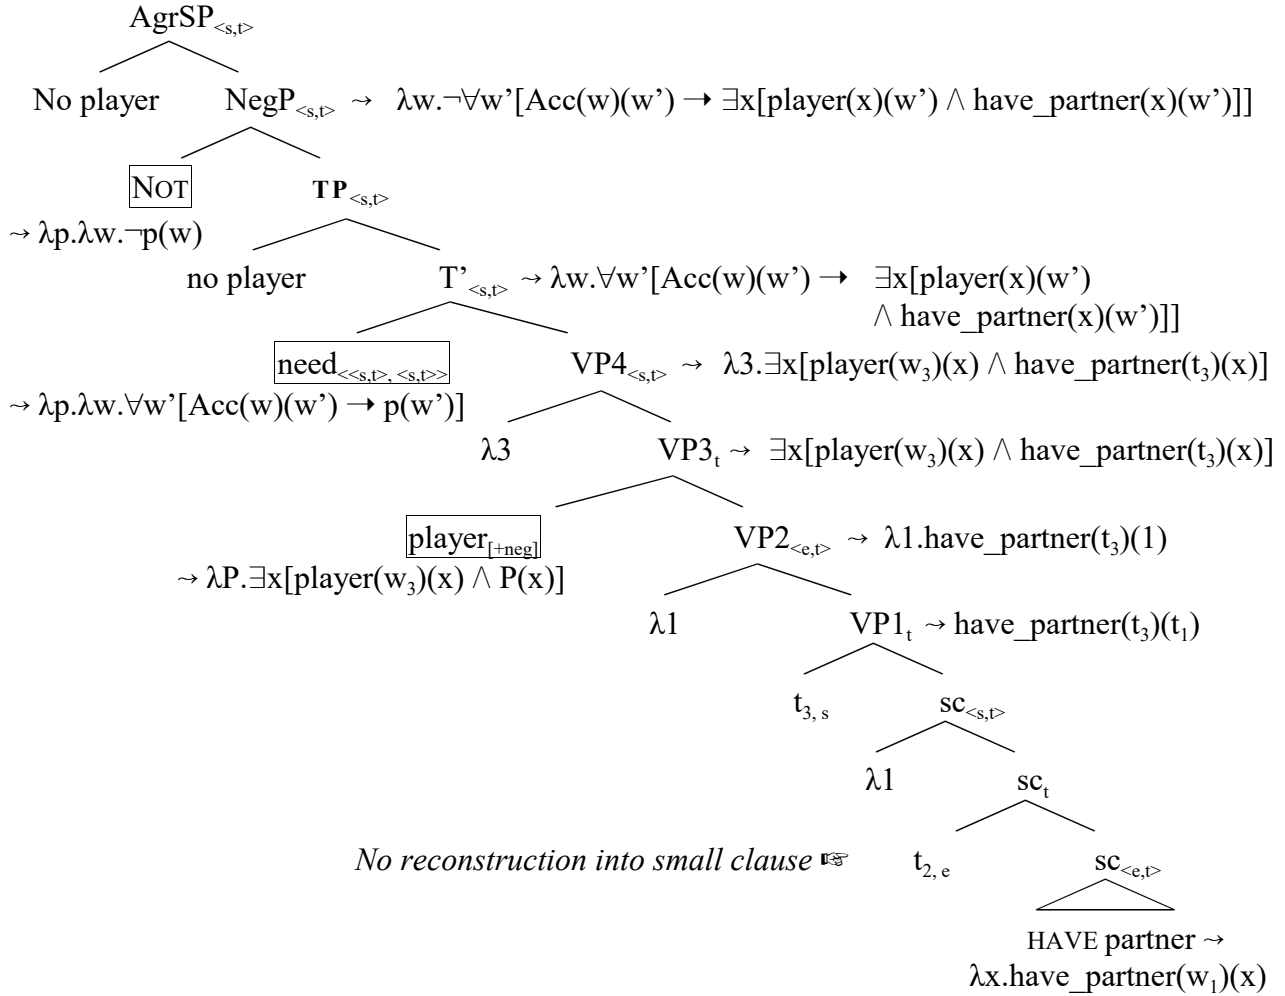 AgrSP<s,t>
No player NegP<s,t> ⤳ λw.¬∀w’[Acc(w)(w’) → ∃x[player(x)(w’) ∧ have_partner(x)(w’)]]
NOT TP<s,t>
⤳ λp.λw.¬p(w)
no player T’<s,t> ⤳ λw.∀w’[Acc(w)(w’) → ∃x[player(x)(w’)
∧ have_partner(x)(w’)]]
need<<s,t>, <s,t>> VP4<s,t> ⤳ λ3.∃x[player(w₃)(x) ∧ have_partner(t₃)(x)]
⤳ λp.λw.∀w’[Acc(w)(w’) → p(w’)]
λ3 VP3t ⤳ ∃x[player(w₃)(x) ∧ have_partner(t₃)(x)]
player[+neg] VP2<e,t> ⤳ λ1.have_partner(t₃)(1)
⤳ λP.∃x[player(w₃)(x) ∧ P(x)]
λ1 VP1t ⤳ have_partner(t₃)(t₁)
t3, s sc<s,t>
λ1 sct
No reconstruction into small clause ☞ t2, e sc<e,t>
HAVE partner ⤳
λx.have_partner(w₁)(x)